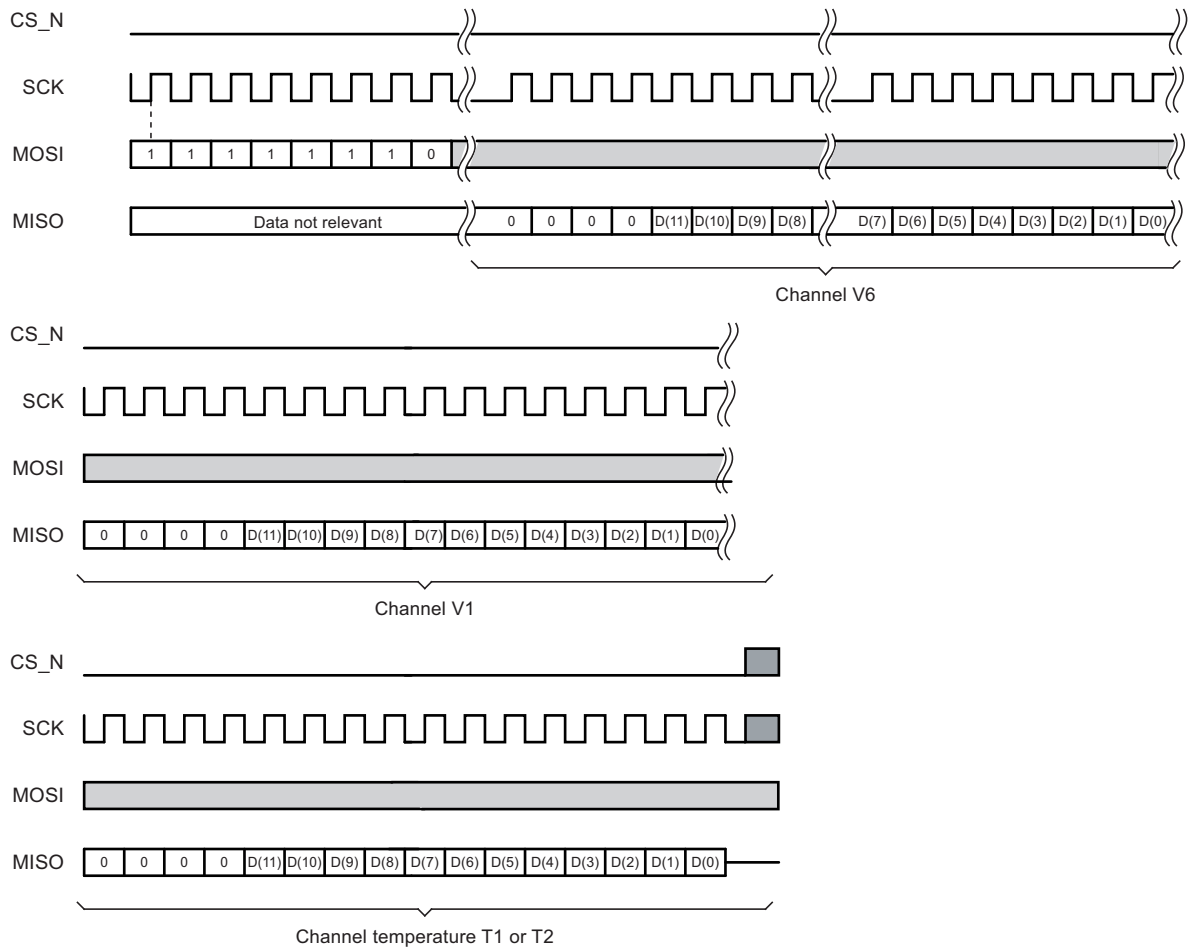 CS_N
SCK
MOSI 1 1 1 1 1 1 1 0
MISO Data not relevant 0 0 0 0 D(11) D(10) D(9) D(8) D(7) D(6) D(5) D(4) D(3) D(2) D(1) D(0)
Channel V6
CS_N
SCK
MOSI
MISO 0 0 0 0 D(11) D(10) D(9) D(8) D(7) D(6) D(5) D(4) D(3) D(2) D(1) D(0)
Channel V1
CS_N
SCK
MOSI
MISO 0 0 0 0 D(11) D(10) D(9) D(8) D(7) D(6) D(5) D(4) D(3) D(2) D(1) D(0)
Channel temperature T1 or T2